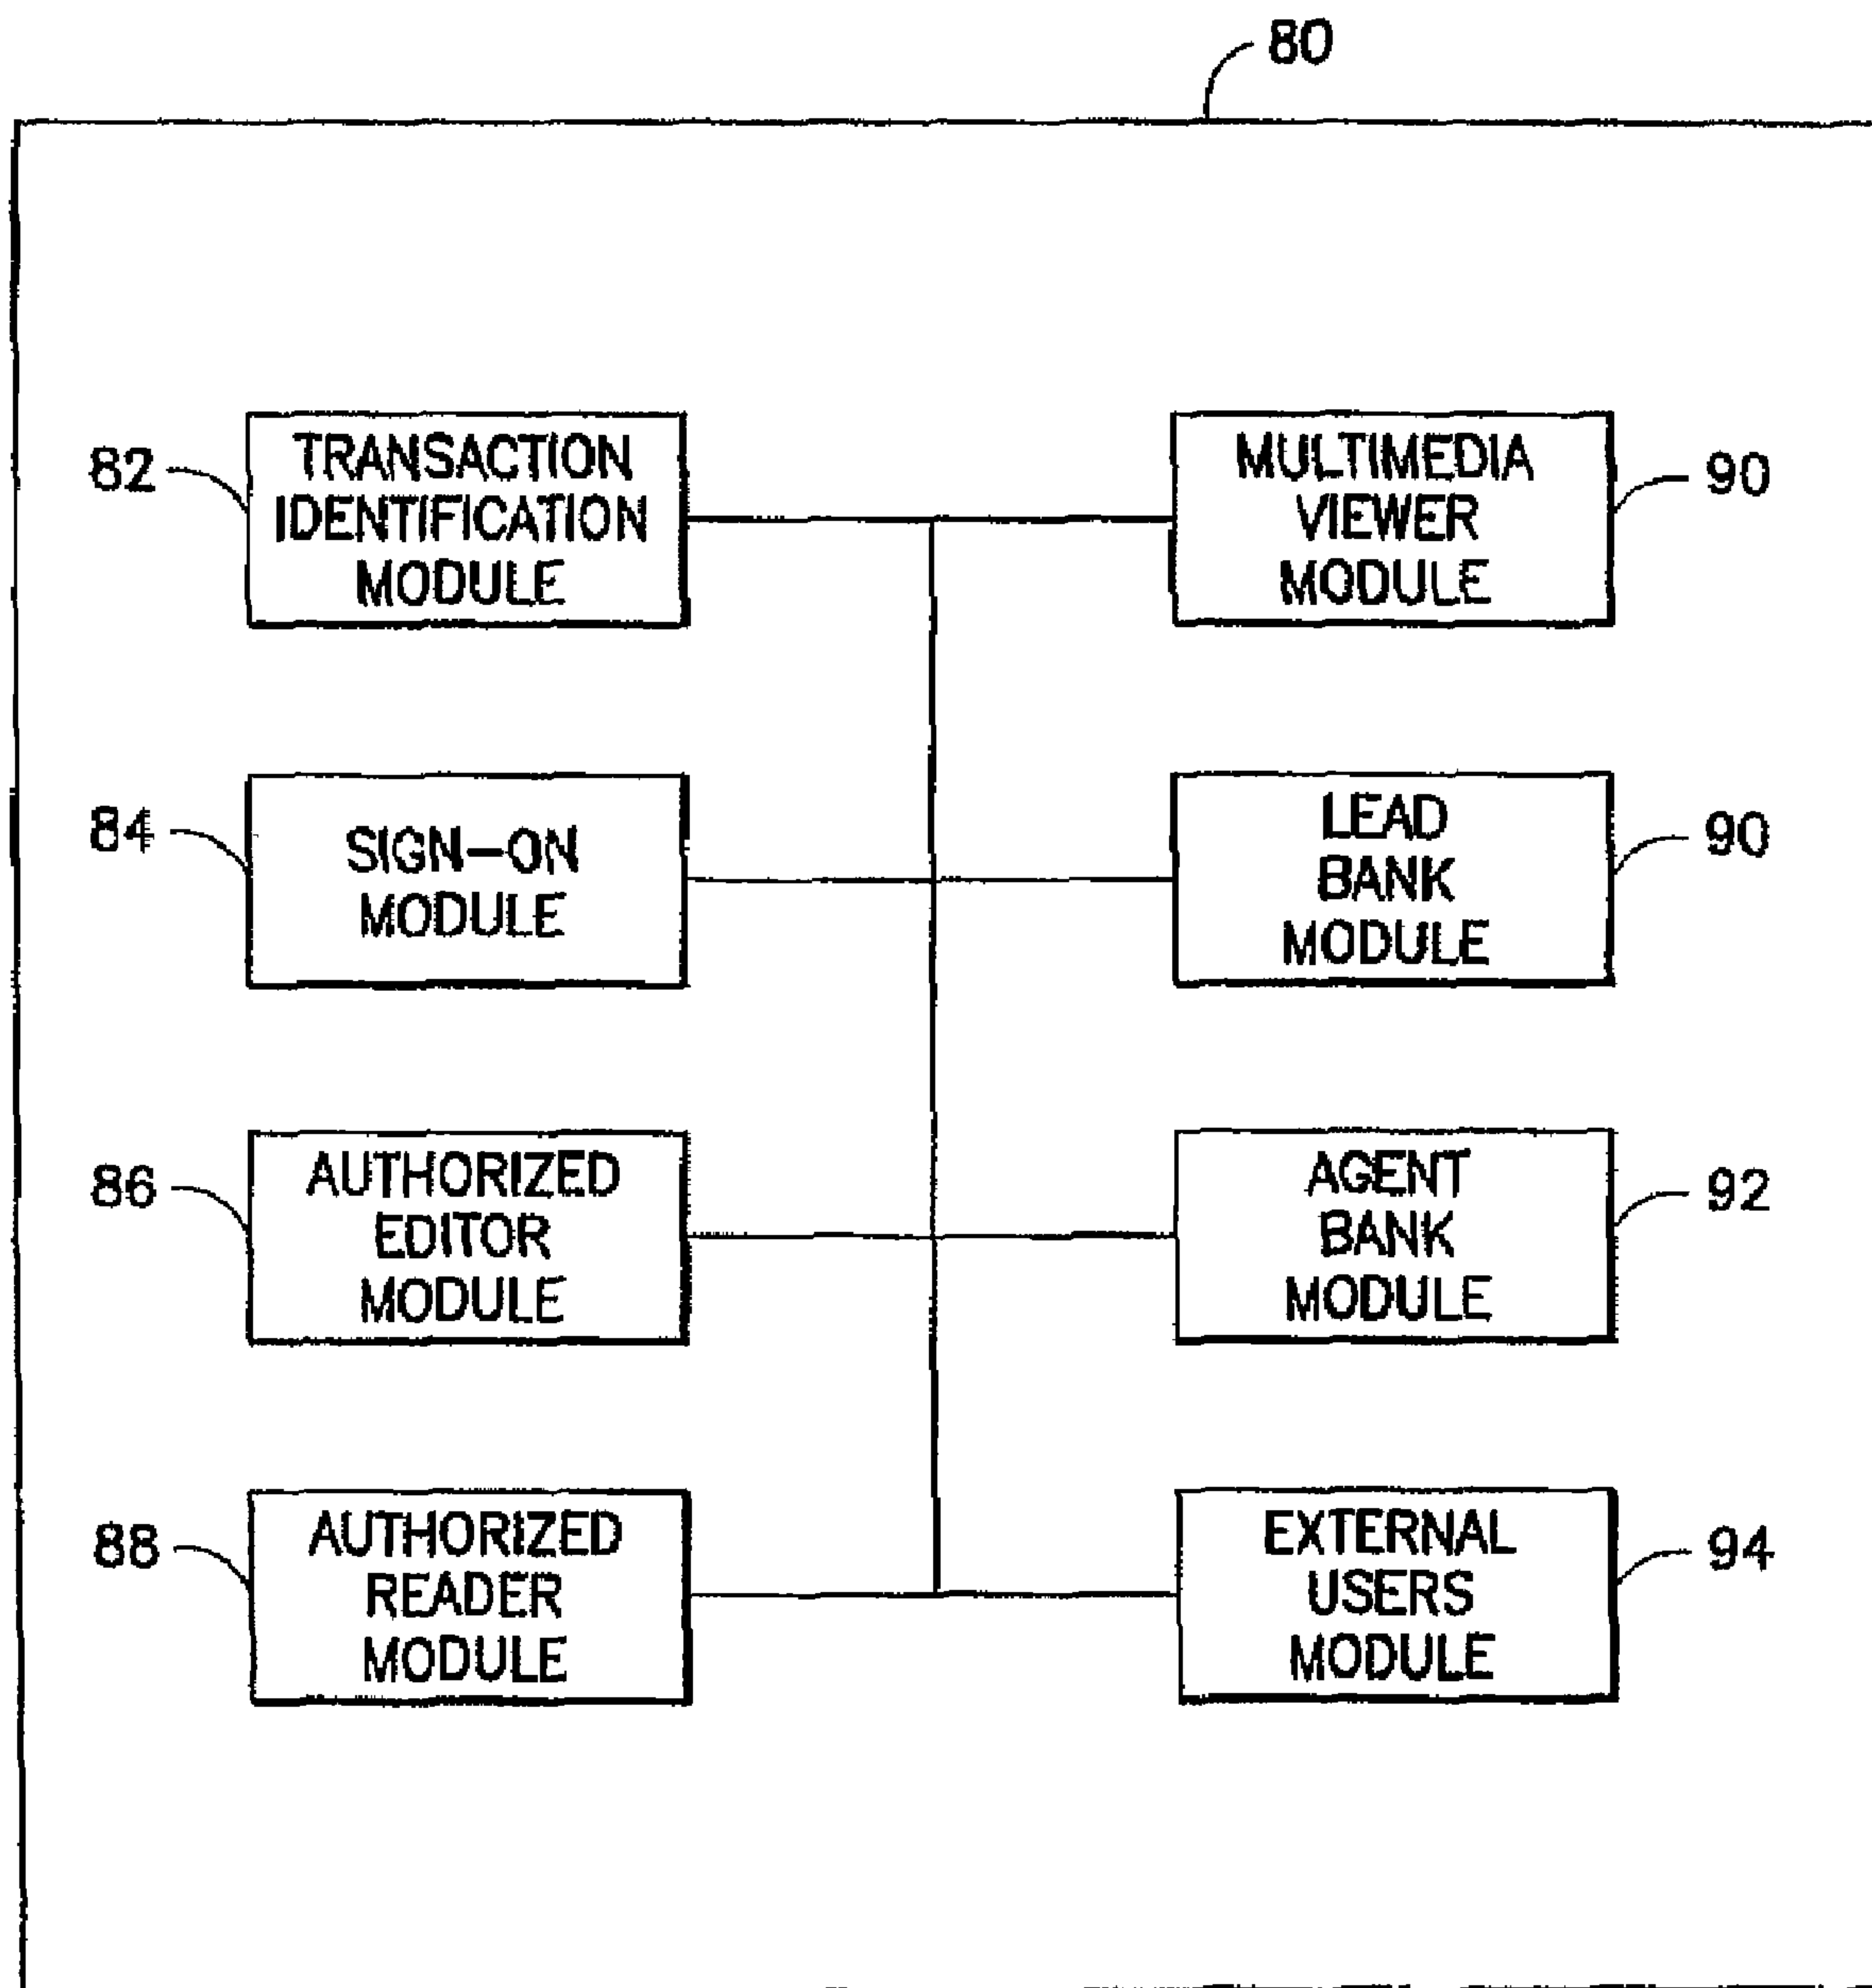 80
82
TRANSACTION
IDENTIFICATION
MODULE
MULTIMEDIA
VIEWER
MODULE
90
84
SIGN-ON
MODULE
LEAD
BANK
MODULE
90
86
AUTHORIZED
EDITOR
MODULE
AGENT
BANK
MODULE
92
88
AUTHORIZED
READER
MODULE
EXTERNAL
USERS
MODULE
94